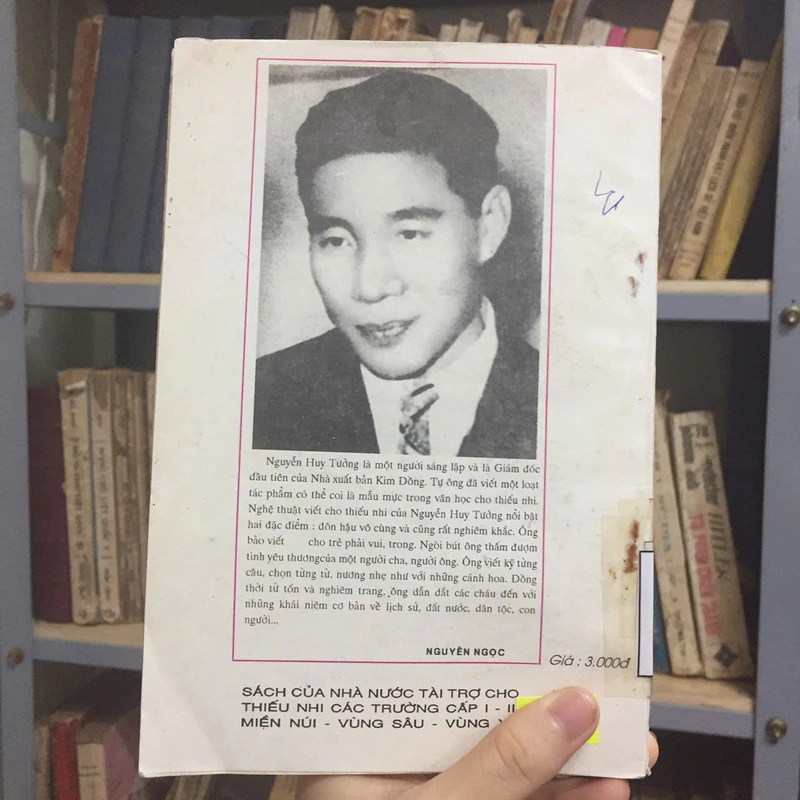 Nguyễn Huy Tưởng là một người sáng lập và là Giám đốc
đầu tiên của Nhà xuất bản Kim Đồng. Tự ông đã viết một loạt
tác phẩm có thể coi là mẫu mực trong văn học cho thiếu nhi.
Nghệ thuật viết cho thiếu nhi của Nguyễn Huy Tưởng nổi bật
hai đặc điểm : đôn hậu vô cùng và cũng rất nghiêm khắc. Ông
bảo viết cho trẻ phải vui, trong. Ngòi bút ông thấm đượm
tình yêu thươngcủa một người cha, người ông. Ông viết kỹ từng
câu, chọn từng từ, nương nhẹ như với những cánh hoa. Đồng
thời từ tốn và nghiêm trang, ông dẫn dắt các cháu đến với
những khái niệm cơ bản về lịch sử, đất nước, dân tộc, con
người...
NGUYÊN NGỌC
Giá : 3.000đ
SÁCH CỦA NHÀ NƯỚC TÀI TRỢ CHO
THIẾU NHI CÁC TRƯỜNG CẤP I - II
MIỀN NÚI - VÙNG SÂU - VÙNG